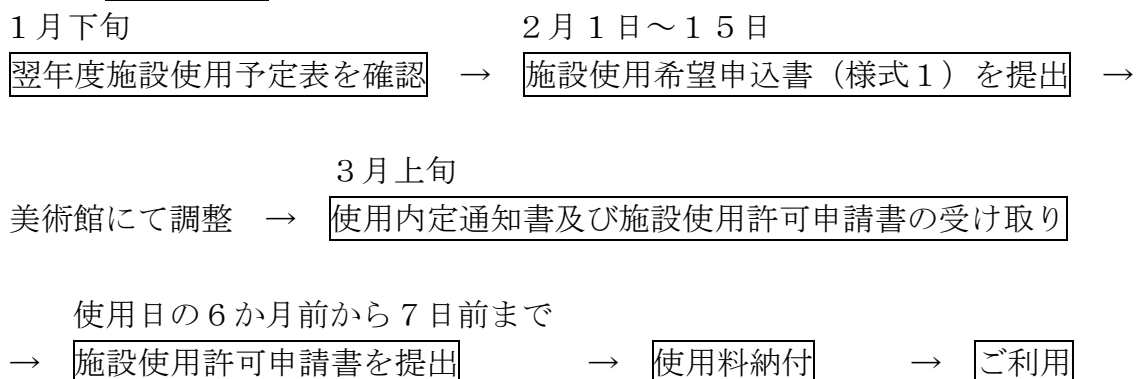 １月下旬　２月１日～１５日
翌年度施設使用予定表を確認　→　施設使用希望申込書（様式１）を提出　→
３月上旬
美術館にて調整　→　使用内定通知書及び施設使用許可申請書の受け取り
使用日の６か月前から７日前まで
→　施設使用許可申請書を提出　→　使用料納付　→　ご利用